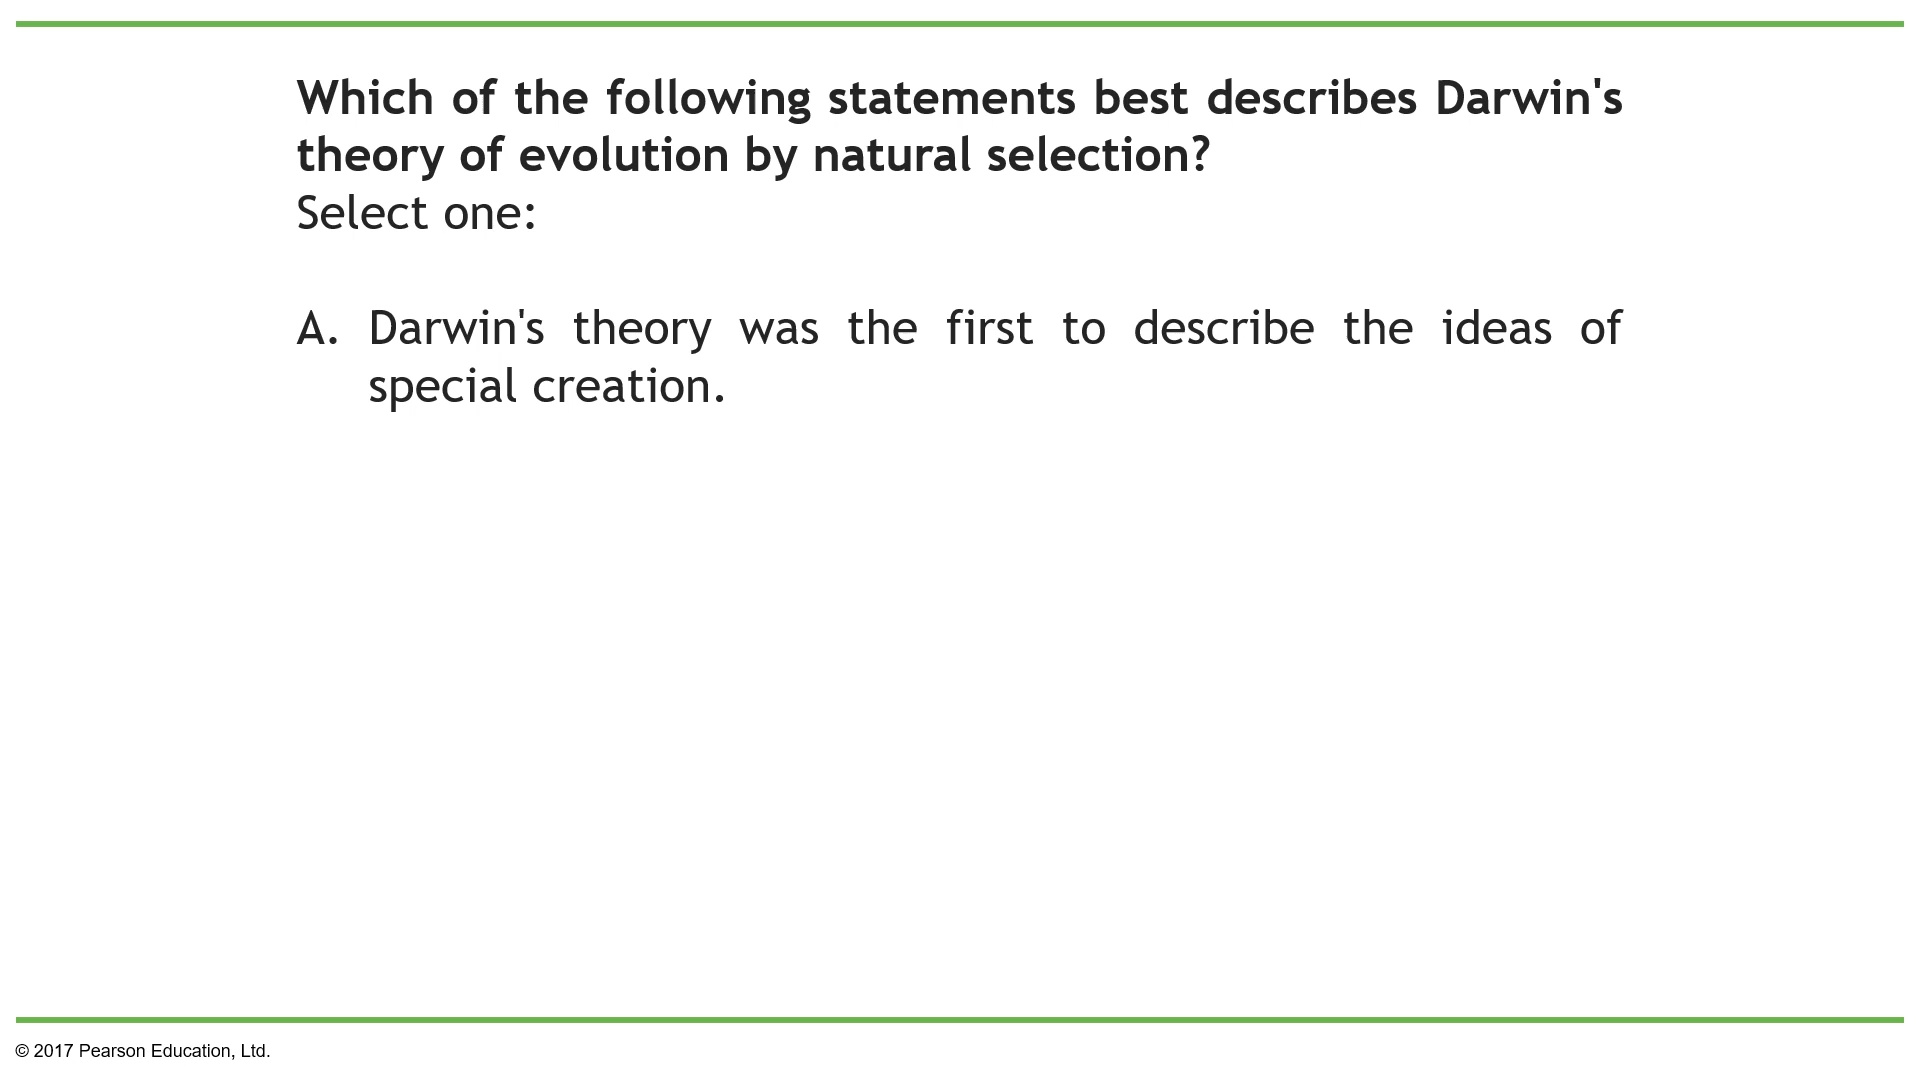 Which of the following statements best describes Darwin's
theory of evolution by natural selection?
Select one:
A. Darwin's theory was the first to describe the ideas of
special creation.
© 2017 Pearson Education, Ltd.